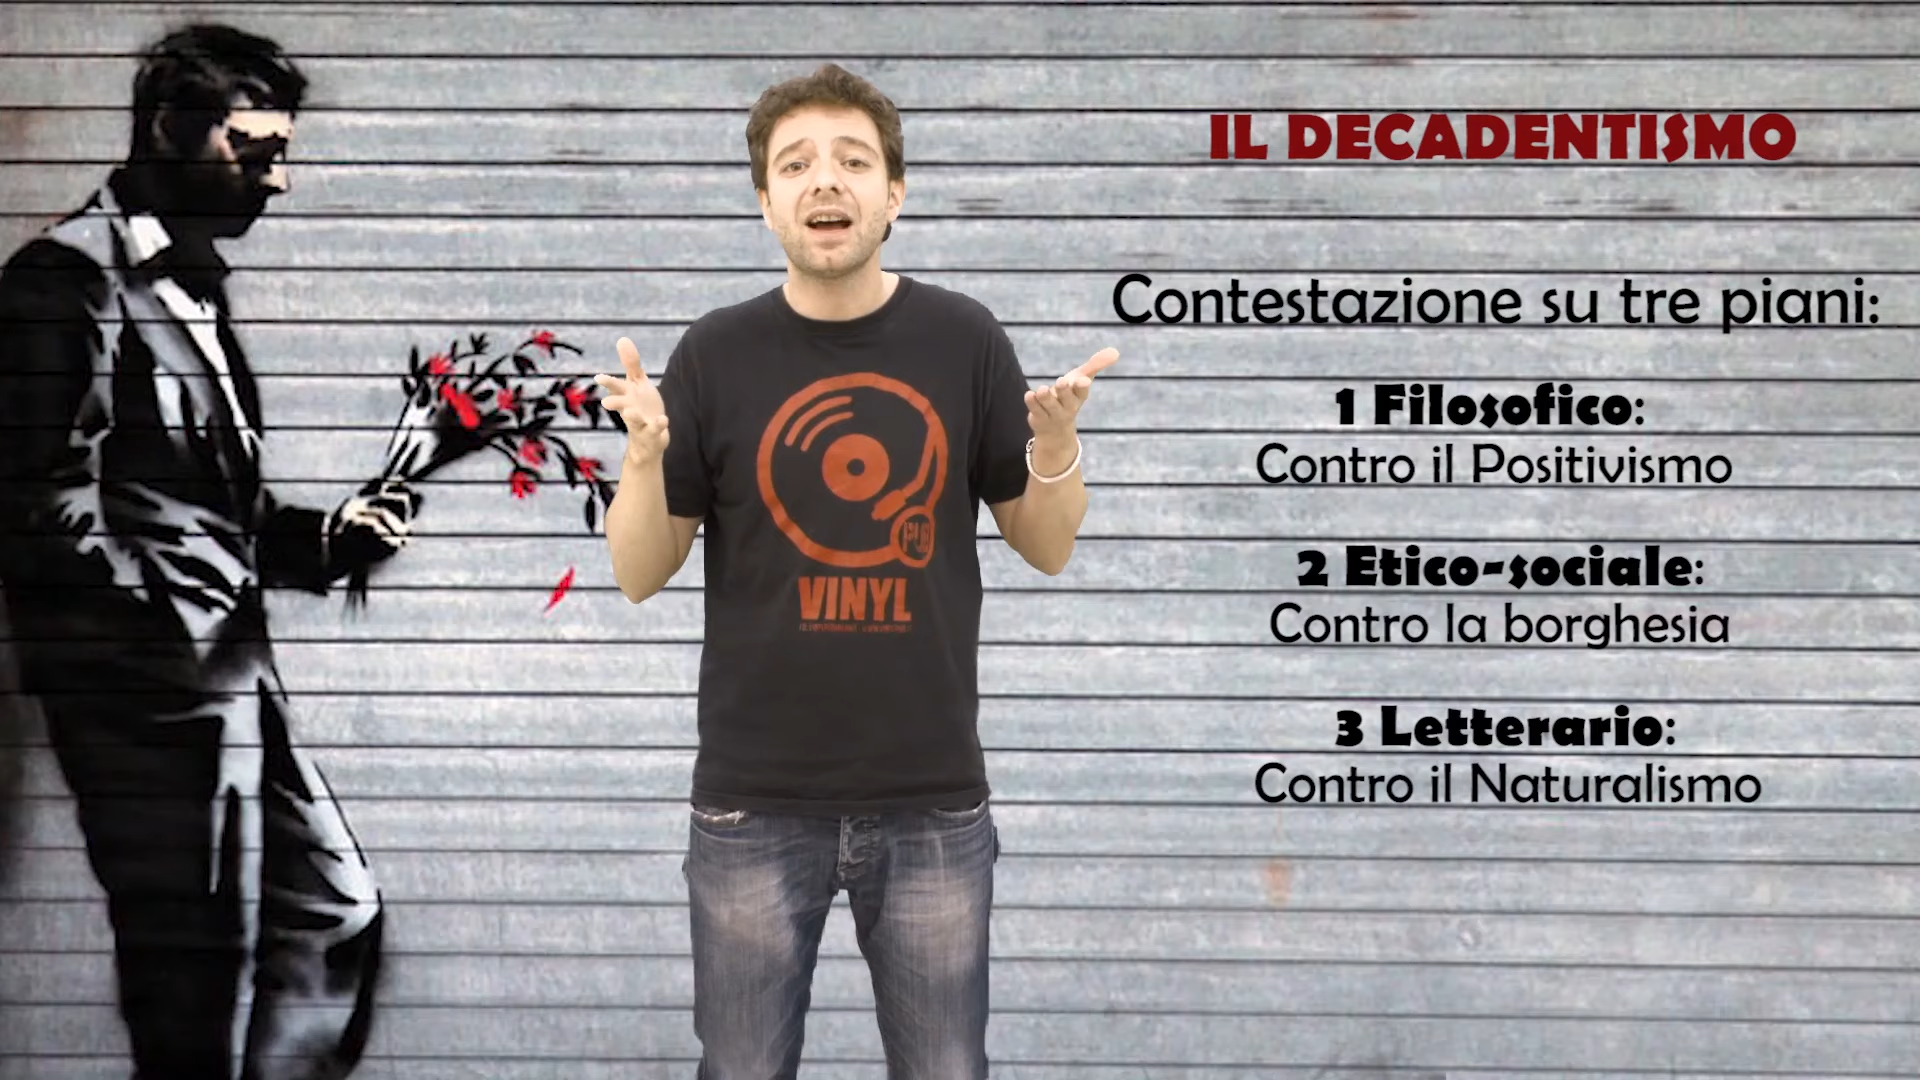 IL DECADENTISMO
Contestazione su tre piani:
1 Filosofico:
Contro il Positivismo
2 Etico-sociale:
Contro la borghesia
3 Letterario:
Contro il Naturalismo
VINYL